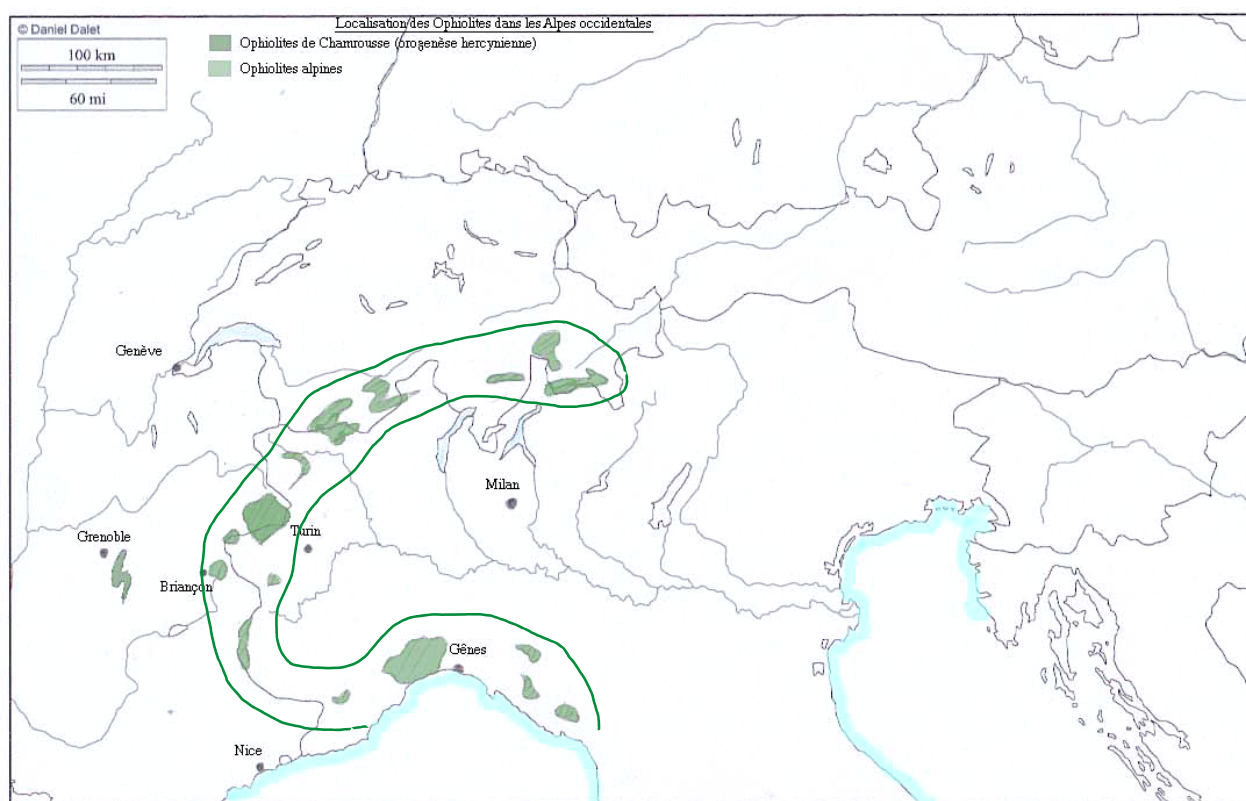 Localisation des Ophiolites dans les Alpes occidentales
© Daniel Dalet
100 km
60 mi
Ophiolites de Chamrousse (orogenèse hercynienne)
Ophiolites alpines
Genève
Milan
Grenoble
Turin
Briançon
Gênes
Nice